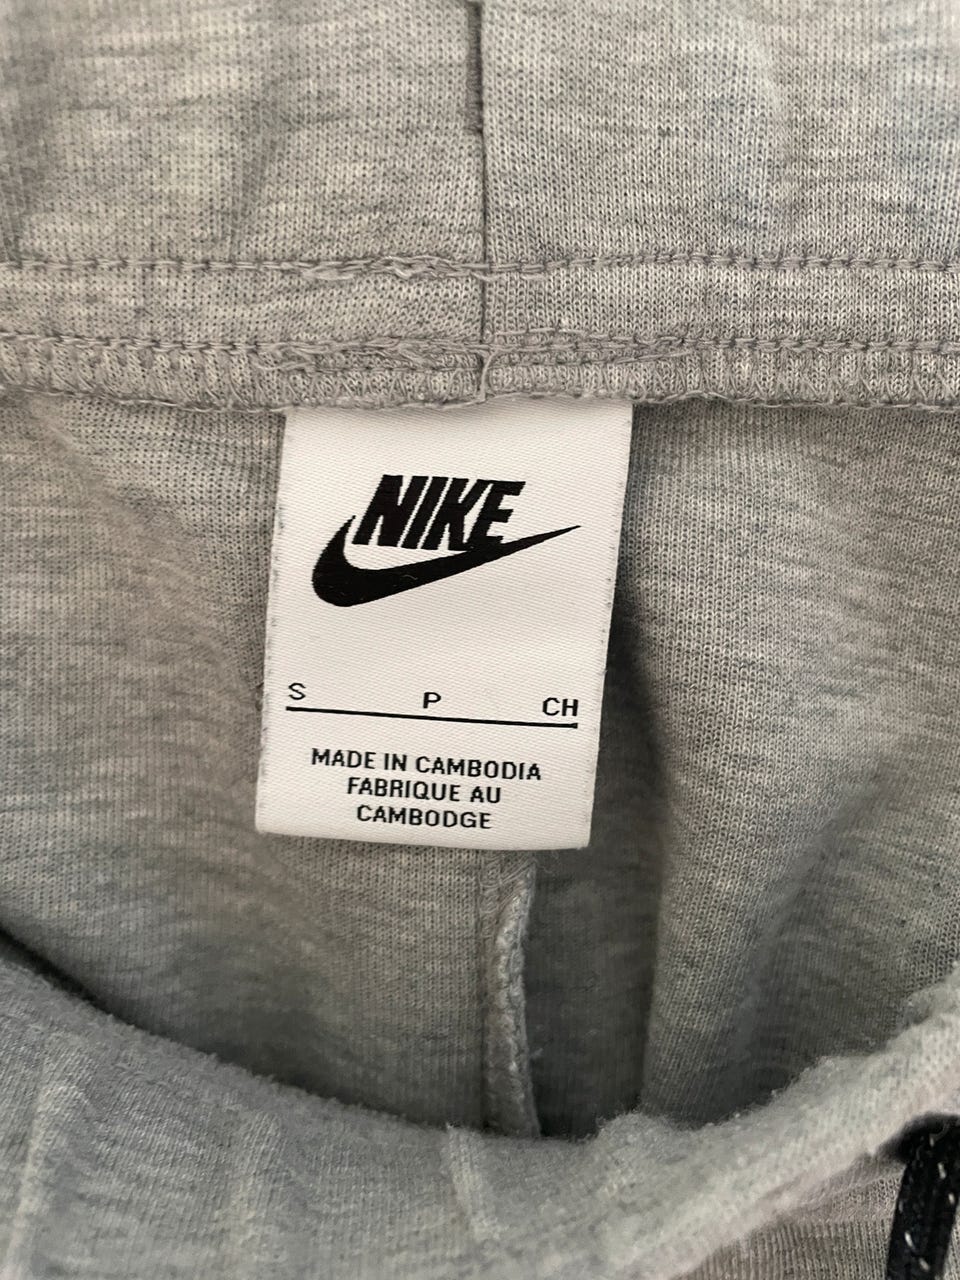 NIKE
S P CH
MADE IN CAMBODIA
FABRIQUE AU
CAMBODGE